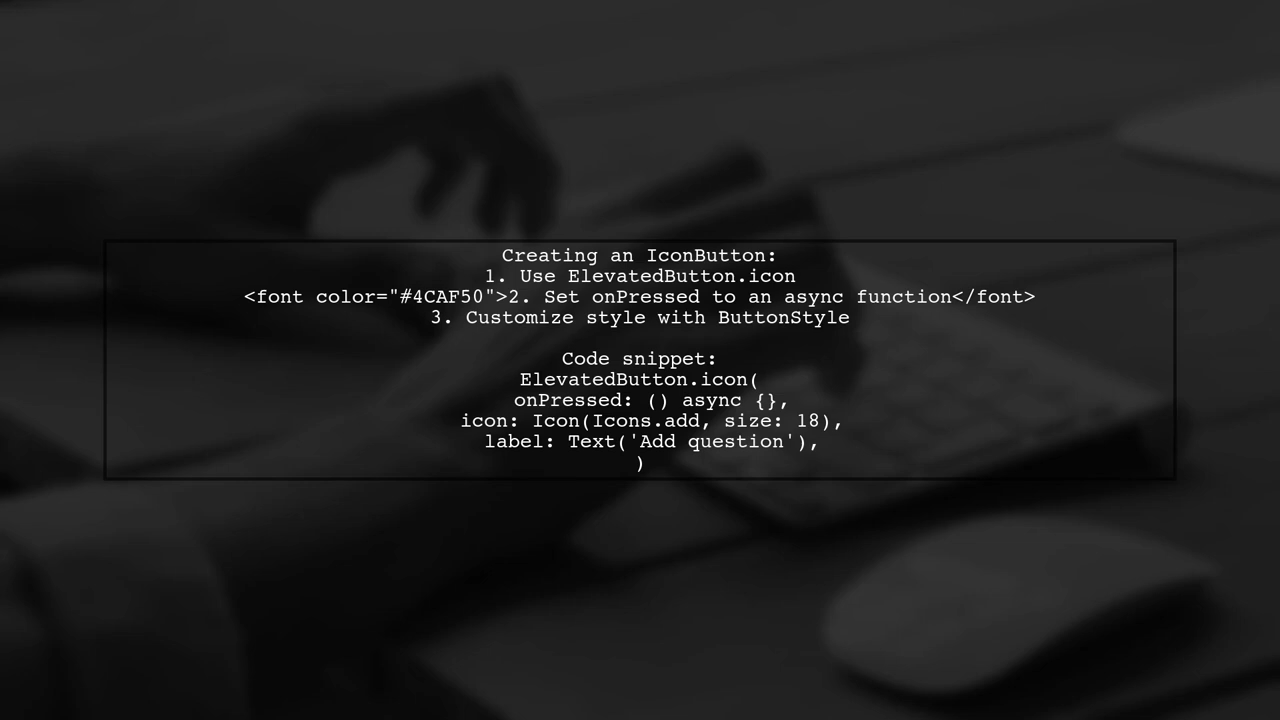 Creating an IconButton:
1. Use ElevatedButton.icon
<font color="#4CAF50">2. Set onPressed to an async function</font>
3. Customize style with ButtonStyle
Code snippet:
ElevatedButton.icon(
onPressed: () async {},
icon: Icon(Icons.add, size: 18),
label: Text('Add question'),
)